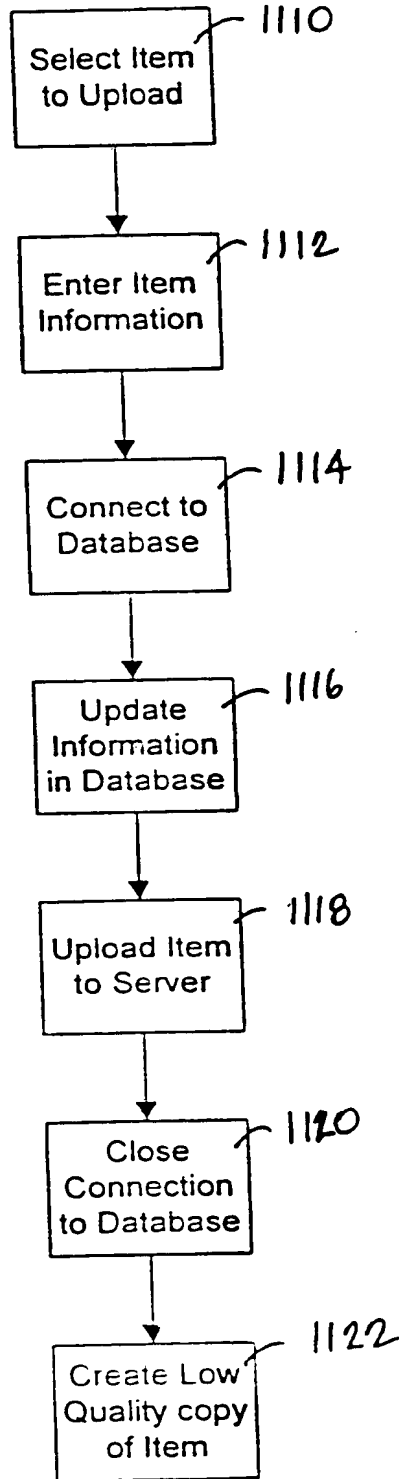 1110
Select Item
to Upload
1112
Enter Item
Information
1114
Connect to
Database
1116
Update
Information
in Database
1118
Upload Item
to Server
1120
Close
Connection
to Database
1122
Create Low
Quality copy
of Item